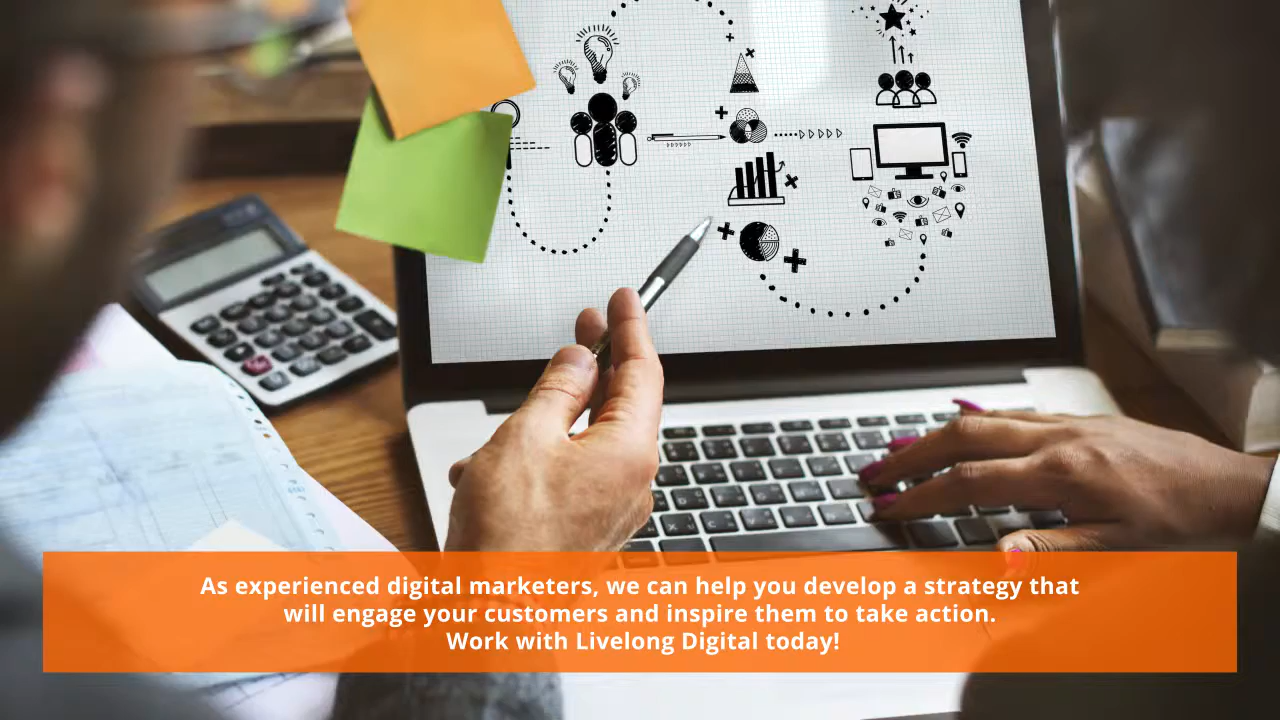 As experienced digital marketers, we can help you develop a strategy that
will engage your customers and inspire them to take action.
Work with Livelong Digital today!